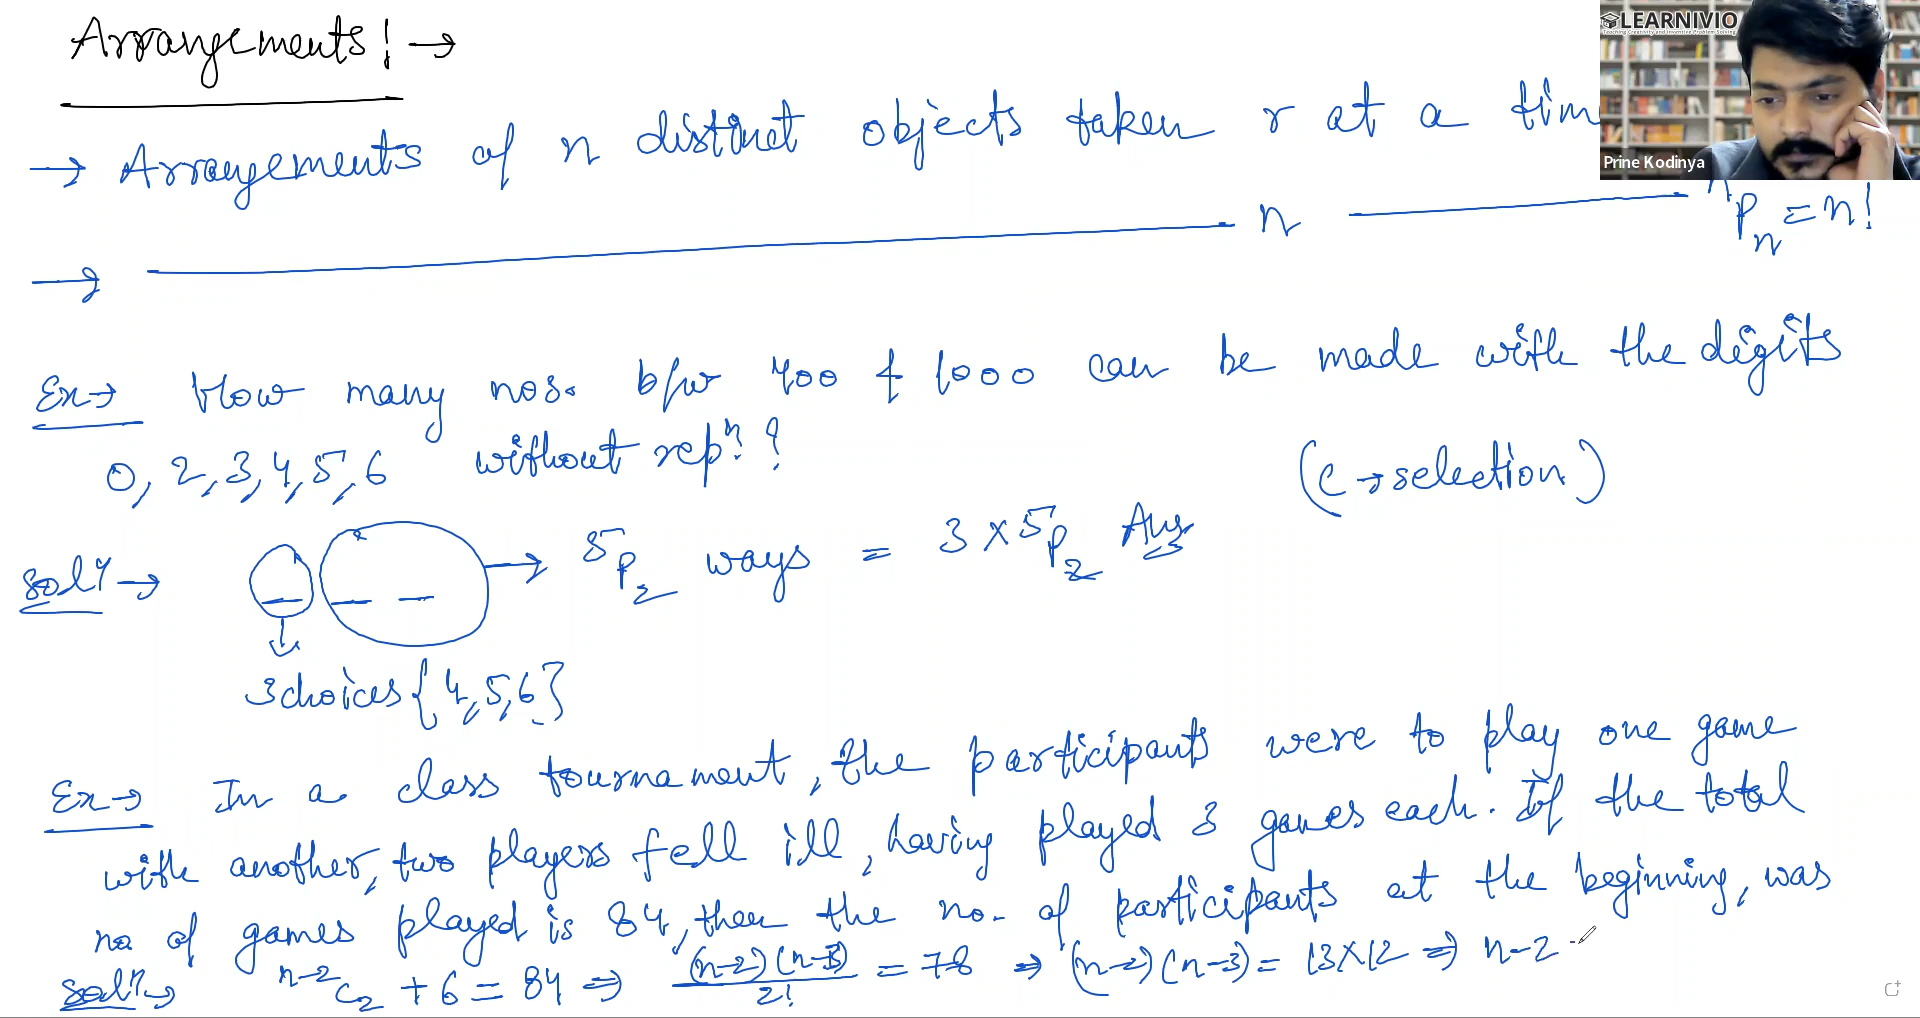 Arrangements! →
LEARNIVIO
Prine Kodinya
→ Arrangements of n distinct objects taken r at a tim
→ ———— n ———— ⁿPₙ = n!
Ex→ How many nos. b/w 400 & 1000 can be made with the digits
0, 2, 3, 4, 5, 6 without repⁿ. ?
(C → selection)
Solⁿ → _ _ _ → ⁵P₂ ways = 3 × ⁵P₂ Ans
3 choices {4, 5, 6}
Ex→ In a class tournament, the participants were to play one game
with another, two players fell ill, having played 3 games each. If the total
no of games played is 84, then the no. of participants at the beginning, was
Solⁿ→ ⁿ⁻²C₂ + 6 = 84 ⇒ (n-2)(n-3)/2! = 78 ⇒ (n-2)(n-3) = 13×12 ⇒ n-2 -